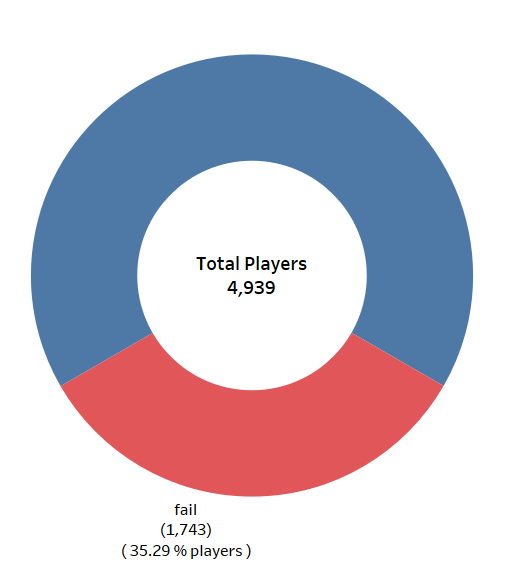 Total Players
4,939
fail
(1,743)
( 35.29 % players )